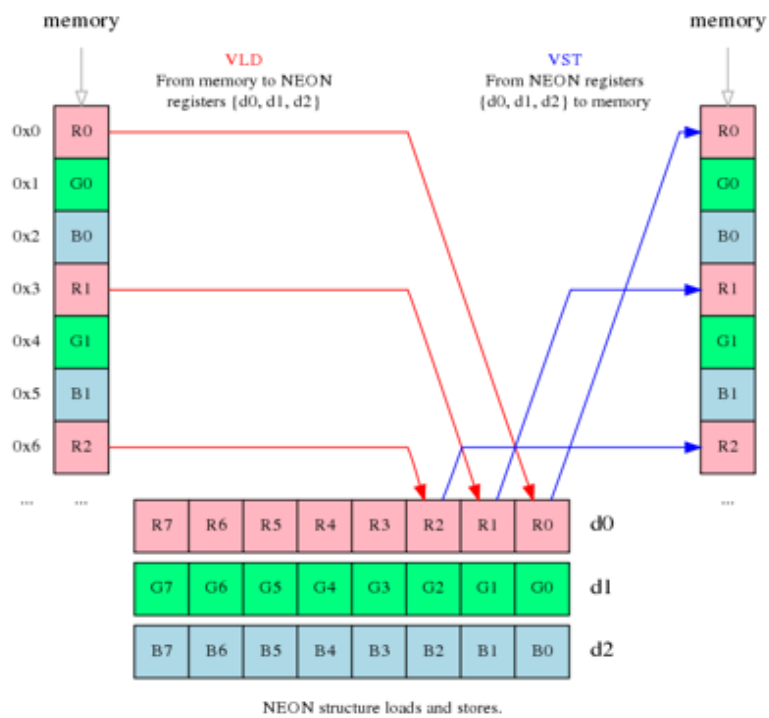 memory
memory
VLD
From memory to NEON
registers {d0, d1, d2}
VST
From NEON registers
{d0, d1, d2} to memory
0x0 R0 R0
0x1 G0 G0
0x2 B0 B0
0x3 R1 R1
0x4 G1 G1
0x5 B1 B1
0x6 R2 R2
... ... ...
R7 R6 R5 R4 R3 R2 R1 R0 d0
G7 G6 G5 G4 G3 G2 G1 G0 d1
B7 B6 B5 B4 B3 B2 B1 B0 d2
NEON structure loads and stores.